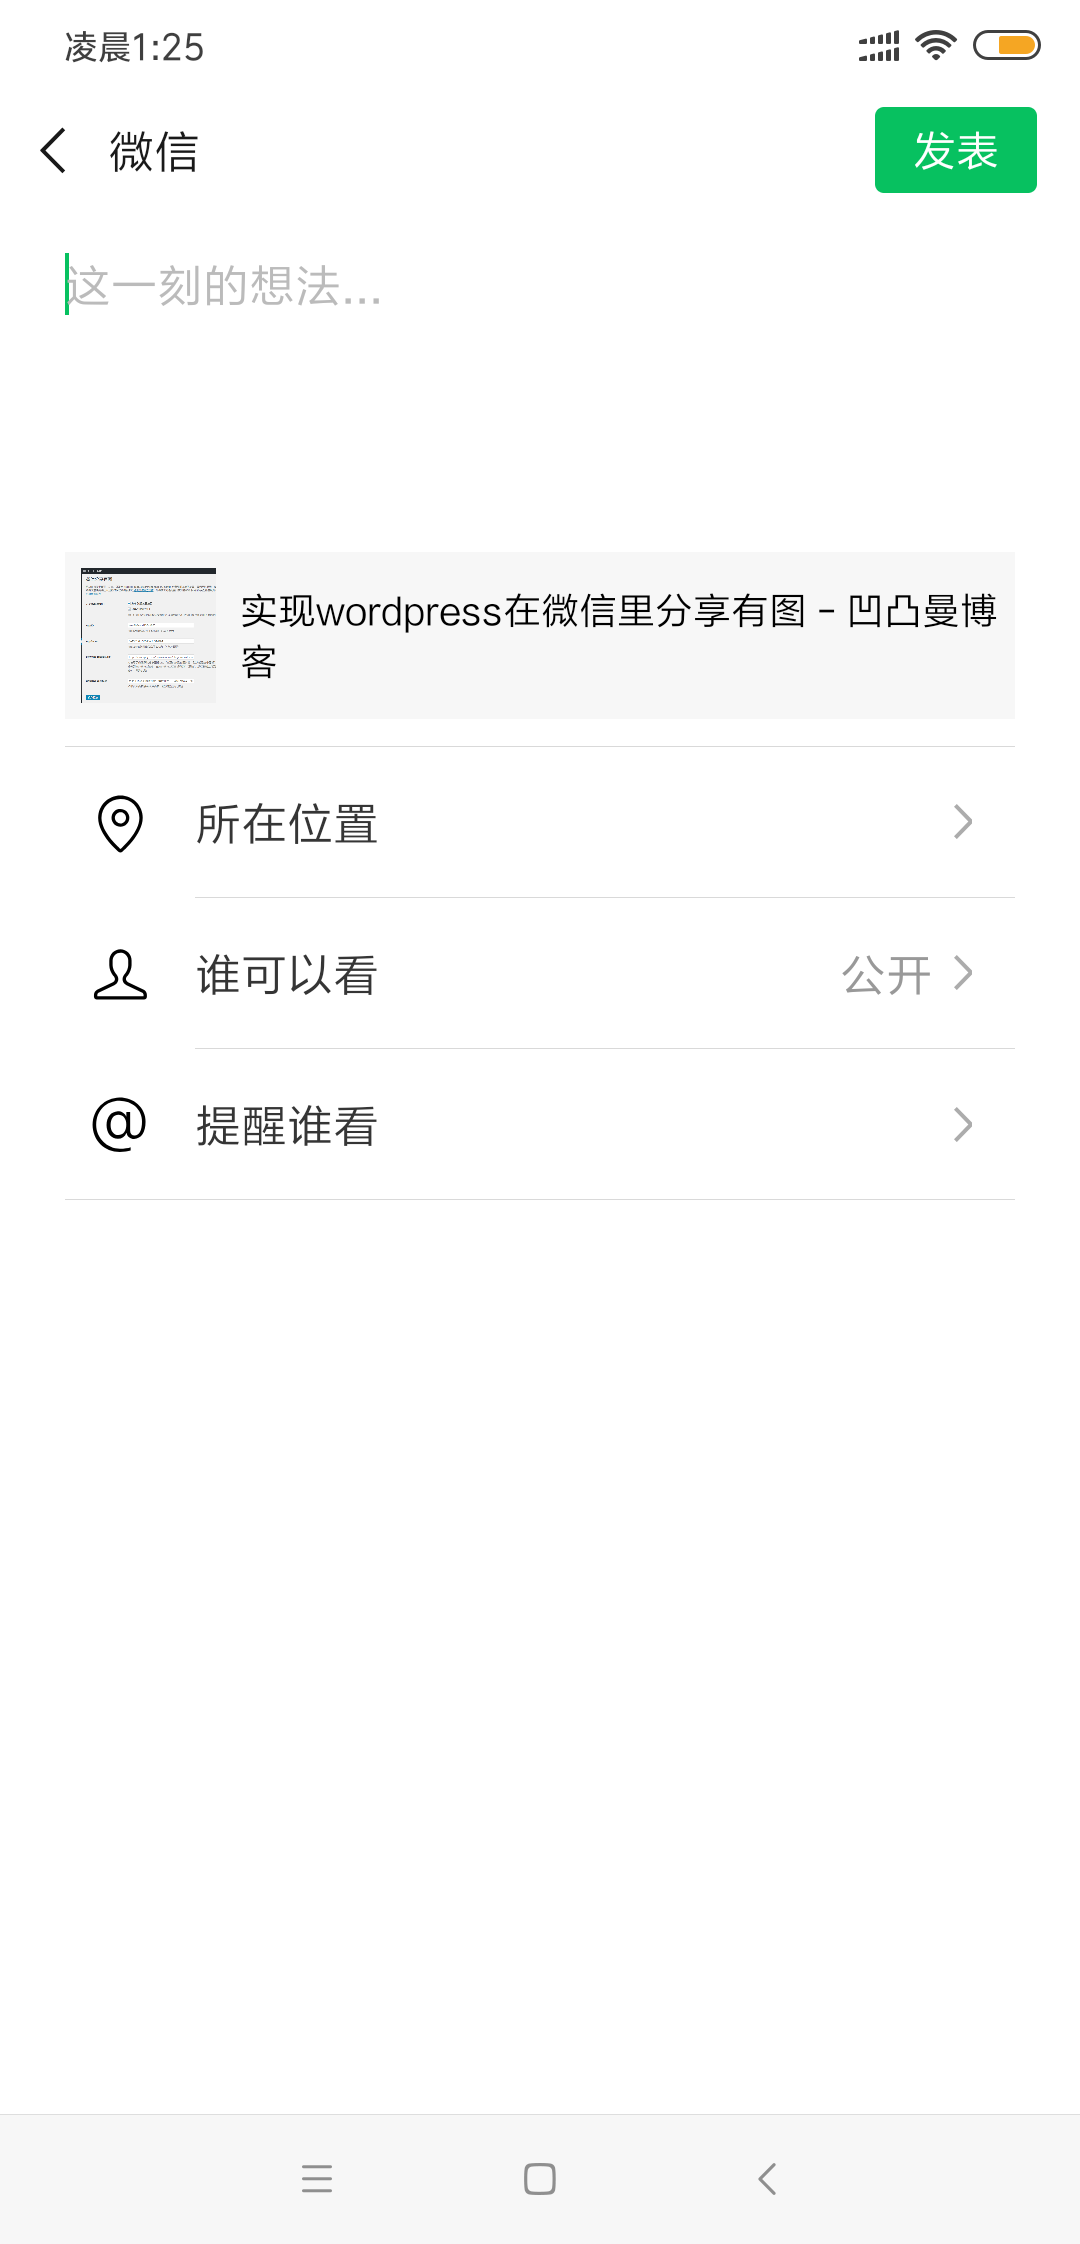 凌晨1:25
微信
发表
这一刻的想法...
实现wordpress在微信里分享有图 - 凹凸曼博
客
所在位置
谁可以看
公开
@
提醒谁看